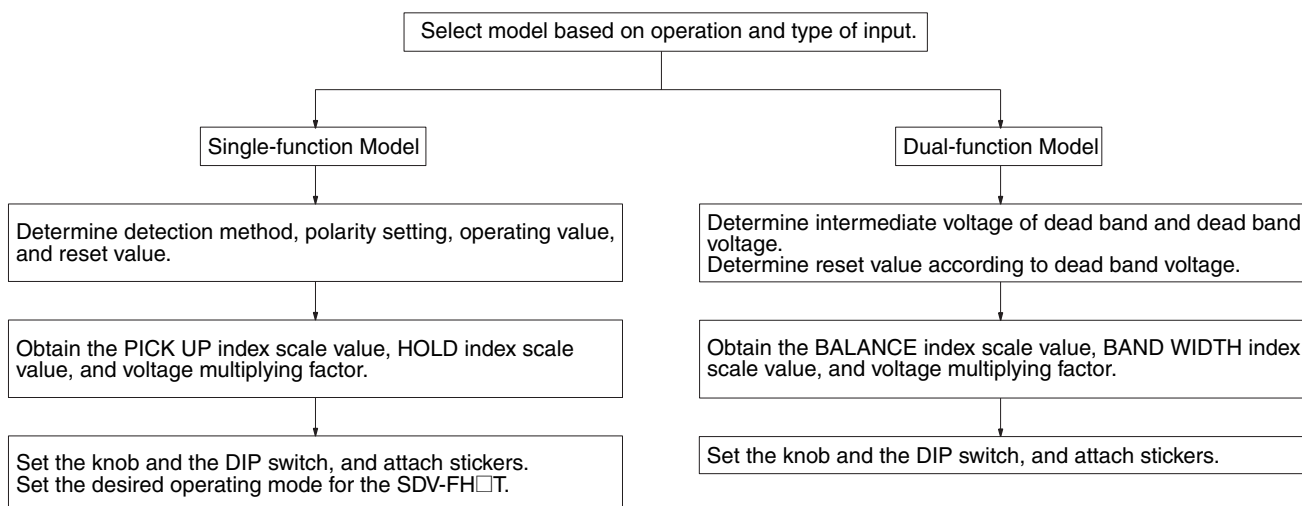 Select model based on operation and type of input.
Single-function Model
Determine detection method, polarity setting, operating value,
and reset value.
Obtain the PICK UP index scale value, HOLD index scale
value, and voltage multiplying factor.
Set the knob and the DIP switch, and attach stickers.
Set the desired operating mode for the SDV-FH□T.
Dual-function Model
Determine intermediate voltage of dead band and dead band
voltage.
Determine reset value according to dead band voltage.
Obtain the BALANCE index scale value, BAND WIDTH index
scale value, and voltage multiplying factor.
Set the knob and the DIP switch, and attach stickers.